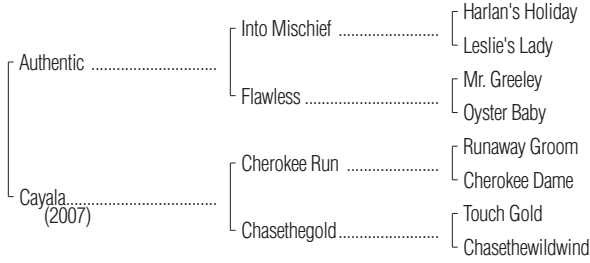 Harlan's Holiday
Into Mischief ........................
Leslie's Lady
Authentic ..............................
Mr. Greeley
Flawless ................................
Oyster Baby
Runaway Groom
Cherokee Run ......................
Cherokee Dame
Cayala....................................
(2007)
Touch Gold
Chasethegold........................
Chasethewildwind